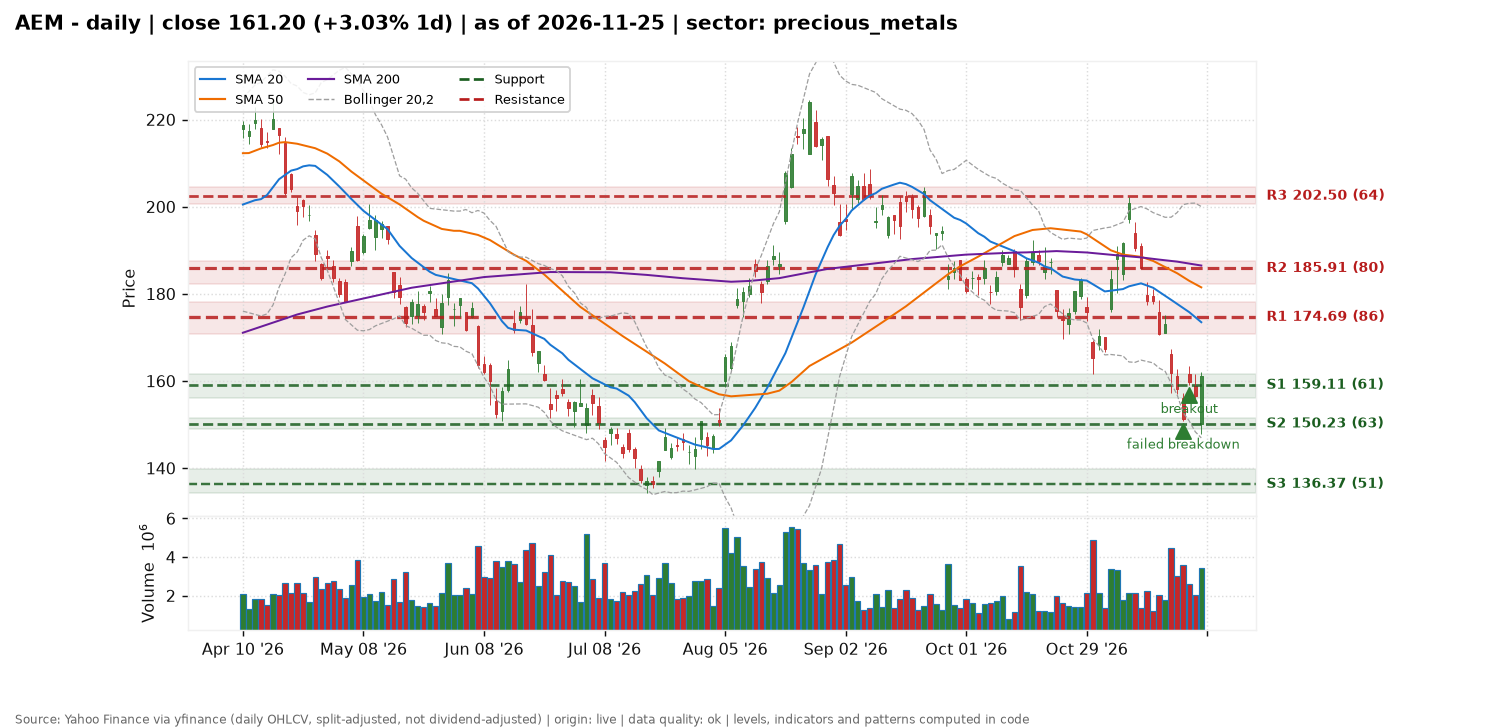 AEM - daily | close 161.20 (+3.03% 1d) | as of 2026-11-25 | sector: precious_metals
SMA 20
SMA 50
SMA 200
Bollinger 20,2
Support
Resistance
Price
220
200
180
160
140
R3 202.50 (64)
R2 185.91 (80)
R1 174.69 (86)
S1 159.11 (61)
S2 150.23 (63)
S3 136.37 (51)
breakout
failed breakdown
Volume 10⁶
6
4
2
Apr 10 '26
May 08 '26
Jun 08 '26
Jul 08 '26
Aug 05 '26
Sep 02 '26
Oct 01 '26
Oct 29 '26
Source: Yahoo Finance via yfinance (daily OHLCV, split-adjusted, not dividend-adjusted) | origin: live | data quality: ok | levels, indicators and patterns computed in code